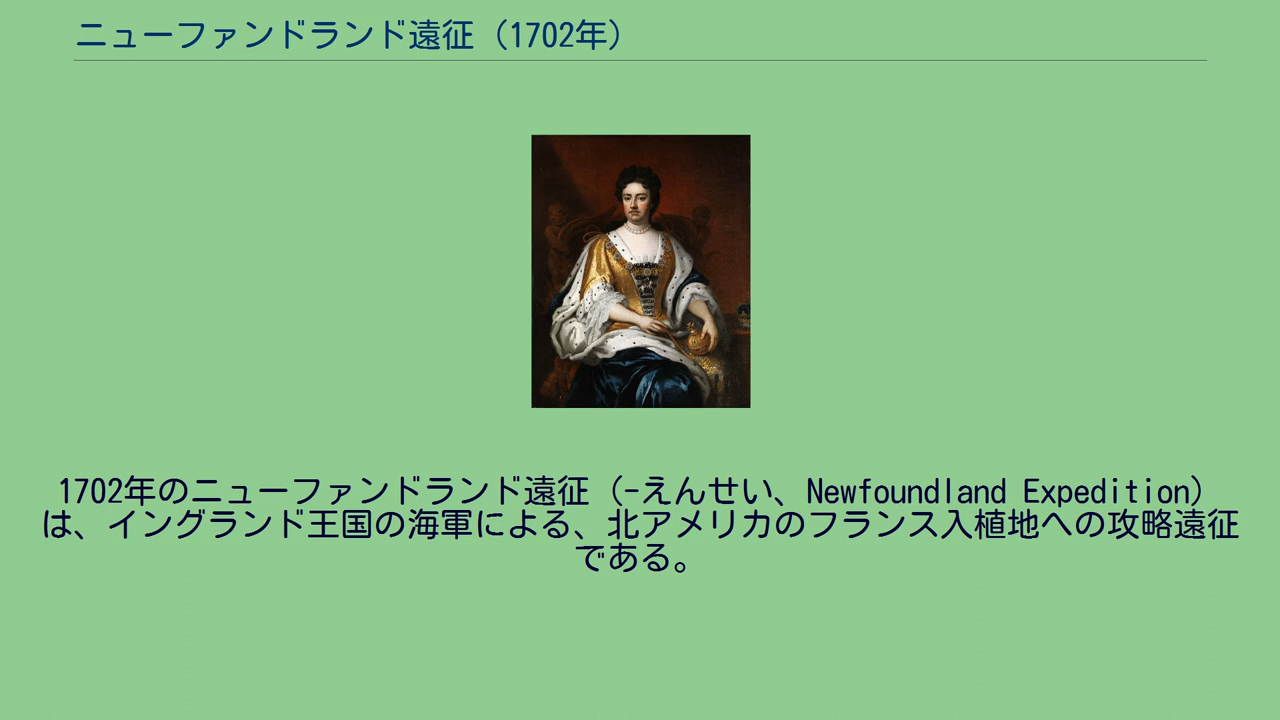 ニューファンドランド遠征（1702年）
1702年のニューファンドランド遠征（-えんせい、Newfoundland Expedition）
は、イングランド王国の海軍による、北アメリカのフランス入植地への攻略遠征
である。